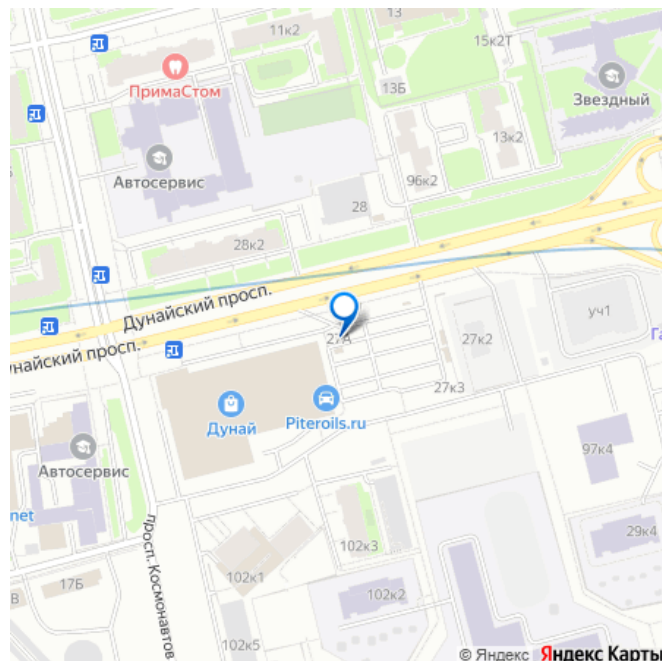 13
11к2
15к2Т
ПримаСтом
13Б
Звездный
13к2
Автосервис
96к2
28
28к2
Дунайский просп.
27А
27к2
уч1
унайский просп.
Га
27к3
Дунай
Piteroils.ru
97к4
Автосервис
net
просп. Космонавтов
29к4
102к3
17Б
102к1
В
102к2
102к5
© Яндекс Яндекс Карты